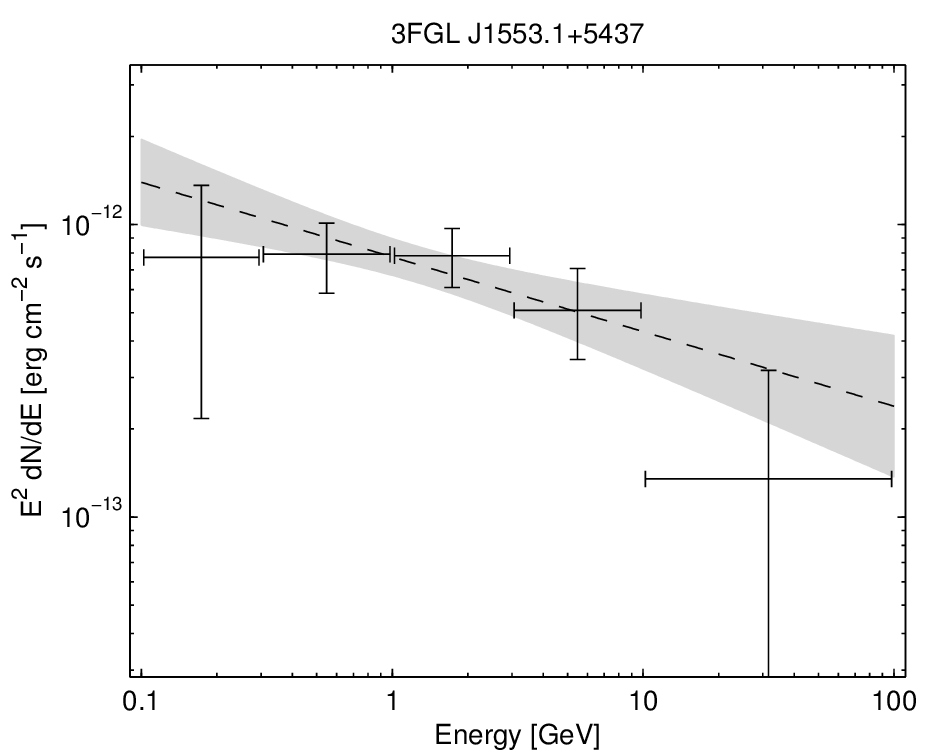 3FGL J1553.1+5437
E² dN/dE [erg cm⁻² s⁻¹]
10⁻¹²
10⁻¹³
0.1 1 10 100
Energy [GeV]